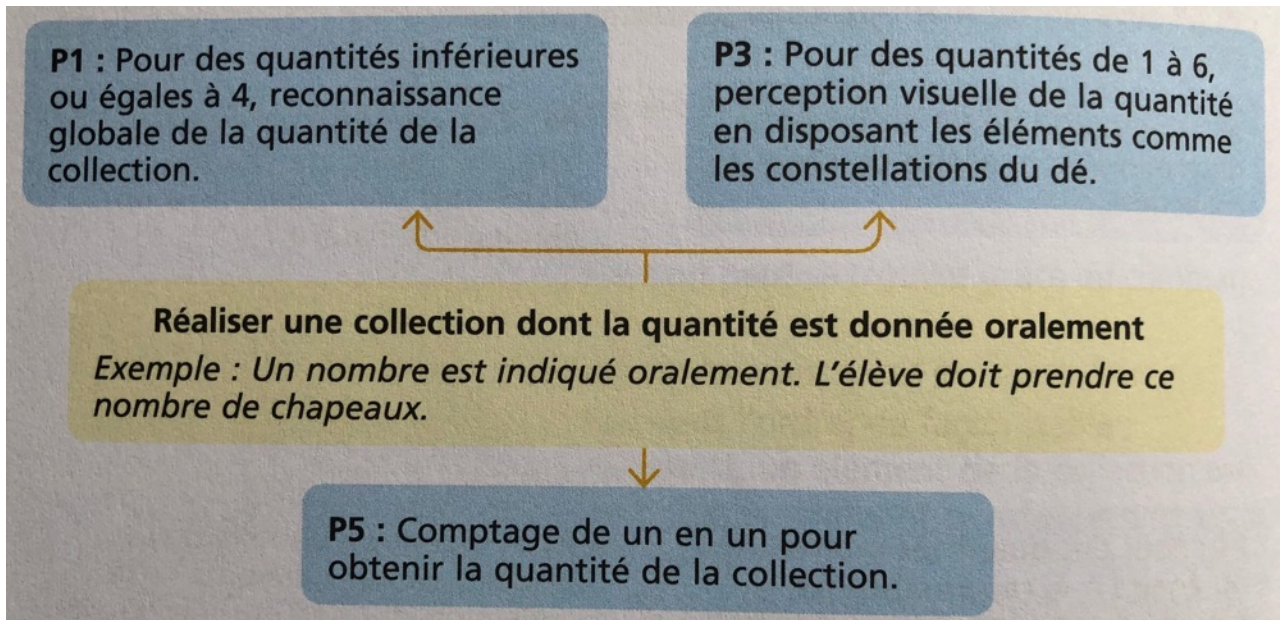 P1 : Pour des quantités inférieures
ou égales à 4, reconnaissance
globale de la quantité de la
collection.
P3 : Pour des quantités de 1 à 6,
perception visuelle de la quantité
en disposant les éléments comme
les constellations du dé.
Réaliser une collection dont la quantité est donnée oralement
Exemple : Un nombre est indiqué oralement. L'élève doit prendre ce
nombre de chapeaux.
P5 : Comptage de un en un pour
obtenir la quantité de la collection.